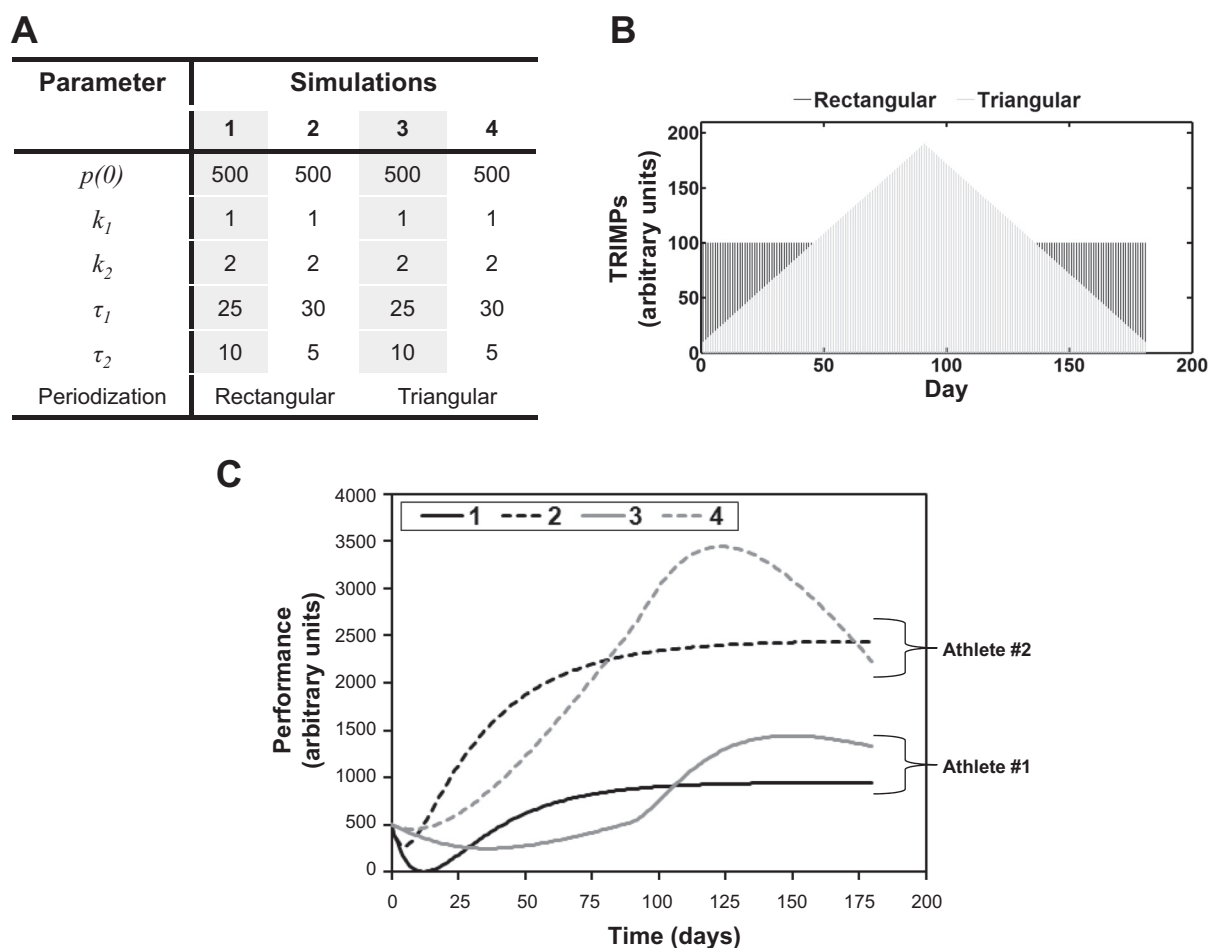 A
Parameter Simulations
1 2 3 4
p(0) 500 500 500 500
k₁ 1 1 1 1
k₂ 2 2 2 2
τ₁ 25 30 25 30
τ₂ 10 5 10 5
Periodization Rectangular Triangular
B
Rectangular Triangular
TRIMPs
(arbitrary units)
200
150
100
50
0
0 50 100 150 200
Day
C
1 2 3 4
Performance
(arbitrary units)
4000
3500
3000
2500
2000
1500
1000
500
0
0 25 50 75 100 125 150 175 200
Time (days)
Athlete #2
Athlete #1